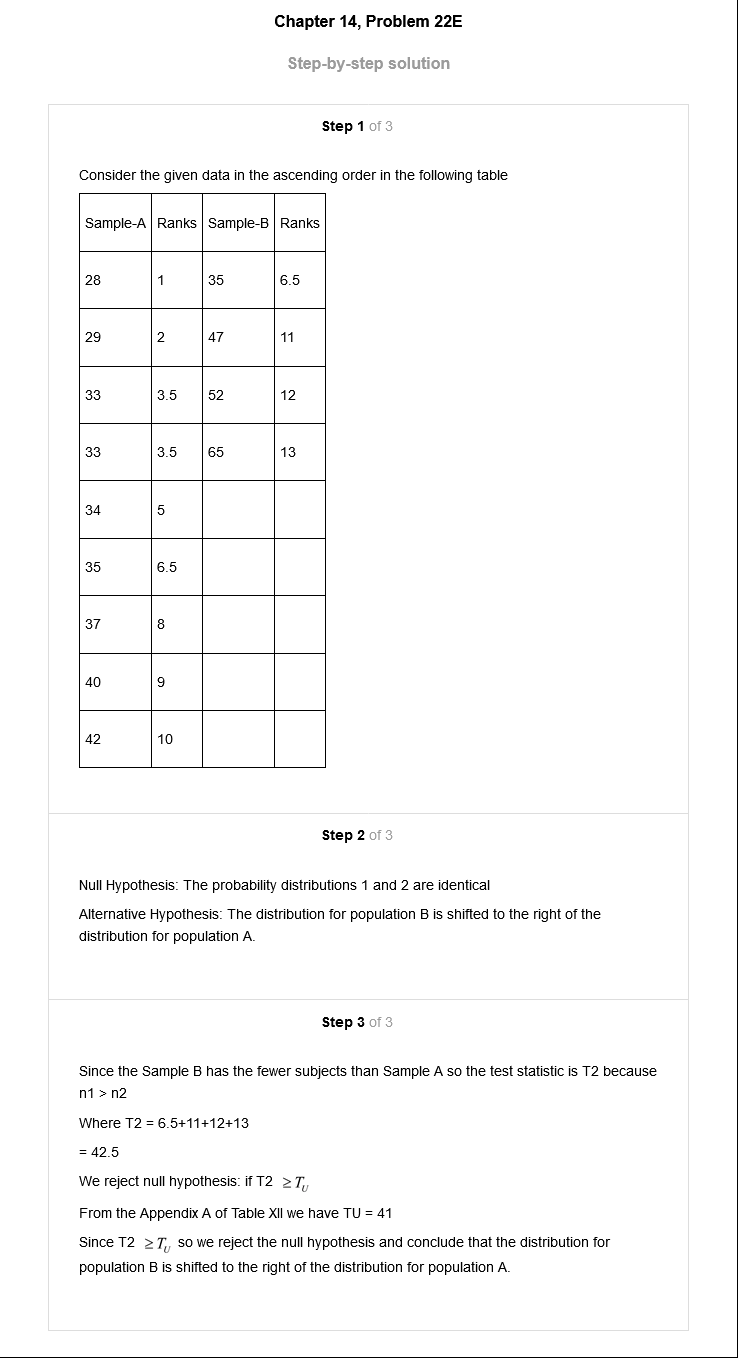 Chapter 14, Problem 22E
Step-by-step solution
Step 1 of 3
Consider the given data in the ascending order in the following table
Sample-A Ranks Sample-B Ranks
28 1 35 6.5
29 2 47 11
33 3.5 52 12
33 3.5 65 13
34 5
35 6.5
37 8
40 9
42 10
Step 2 of 3
Null Hypothesis: The probability distributions 1 and 2 are identical
Alternative Hypothesis: The distribution for population B is shifted to the right of the
distribution for population A.
Step 3 of 3
Since the Sample B has the fewer subjects than Sample A so the test statistic is T2 because
n1 > n2
Where T2 = 6.5+11+12+13
= 42.5
We reject null hypothesis: if T2 ≥ T_U
From the Appendix A of Table XII we have TU = 41
Since T2 ≥ T_U so we reject the null hypothesis and conclude that the distribution for
population B is shifted to the right of the distribution for population A.